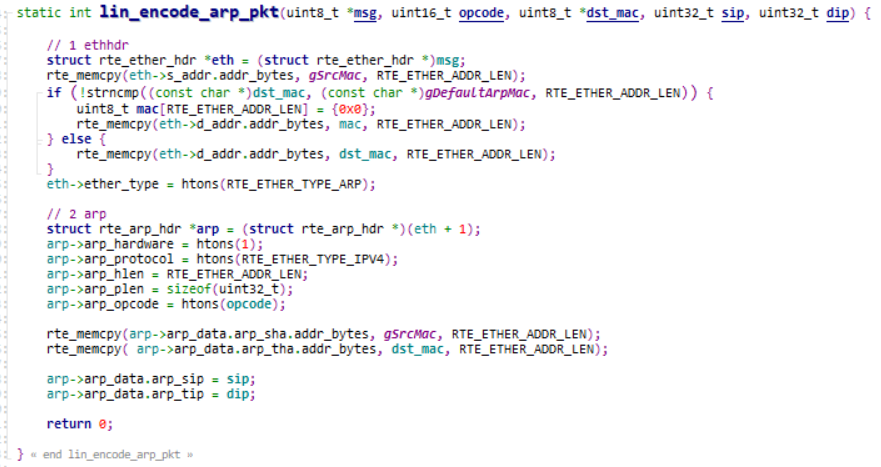 static int lin_encode_arp_pkt(uint8_t *msg, uint16_t opcode, uint8_t *dst_mac, uint32_t sip, uint32_t dip) {
// 1 ethhdr
struct rte_ether_hdr *eth = (struct rte_ether_hdr *)msg;
rte_memcpy(eth->s_addr.addr_bytes, gSrcMac, RTE_ETHER_ADDR_LEN);
if (!strncmp((const char *)dst_mac, (const char *)gDefaultArpMac, RTE_ETHER_ADDR_LEN)) {
uint8_t mac[RTE_ETHER_ADDR_LEN] = {0x0};
rte_memcpy(eth->d_addr.addr_bytes, mac, RTE_ETHER_ADDR_LEN);
} else {
rte_memcpy(eth->d_addr.addr_bytes, dst_mac, RTE_ETHER_ADDR_LEN);
}
eth->ether_type = htons(RTE_ETHER_TYPE_ARP);
// 2 arp
struct rte_arp_hdr *arp = (struct rte_arp_hdr *)(eth + 1);
arp->arp_hardware = htons(1);
arp->arp_protocol = htons(RTE_ETHER_TYPE_IPV4);
arp->arp_hlen = RTE_ETHER_ADDR_LEN;
arp->arp_plen = sizeof(uint32_t);
arp->arp_opcode = htons(opcode);
rte_memcpy(arp->arp_data.arp_sha.addr_bytes, gSrcMac, RTE_ETHER_ADDR_LEN);
rte_memcpy( arp->arp_data.arp_tha.addr_bytes, dst_mac, RTE_ETHER_ADDR_LEN);
arp->arp_data.arp_sip = sip;
arp->arp_data.arp_tip = dip;
return 0;
} « end lin_encode_arp_pkt »